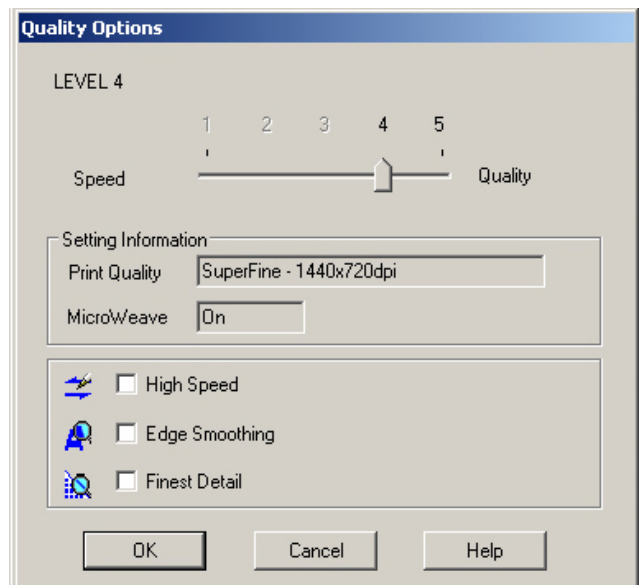 Quality Options
LEVEL 4
1 2 3 4 5
Speed Quality
Setting Information
Print Quality SuperFine - 1440x720dpi
MicroWeave On
High Speed
Edge Smoothing
Finest Detail
OK Cancel Help